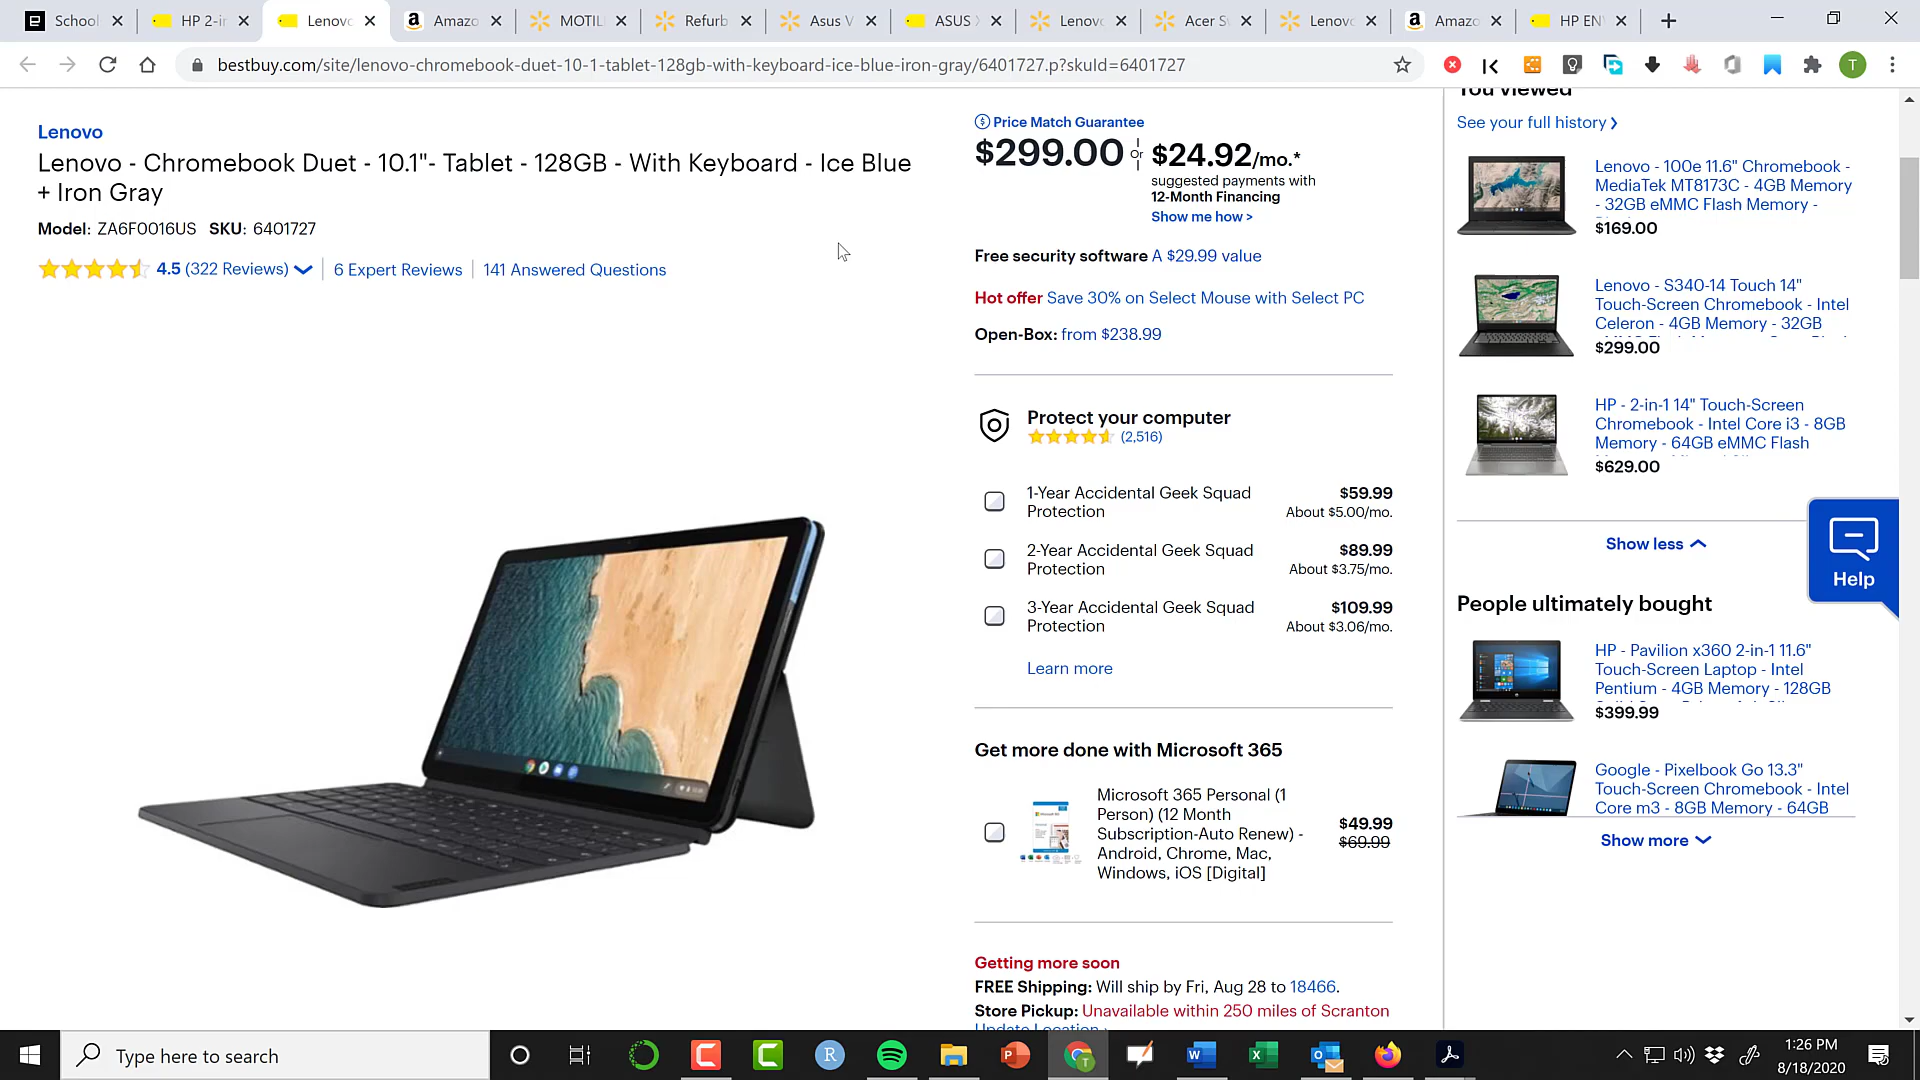 School
HP 2-in
Lenovo
Amazo
MOTIL
Refurb
Asus V
ASUS
Lenovo
Acer S
Lenovo
Amazo
HP EN
bestbuy.com/site/lenovo-chromebook-duet-10-1-tablet-128gb-with-keyboard-ice-blue-iron-gray/6401727.p?skuId=6401727
T
Lenovo
Lenovo - Chromebook Duet - 10.1"- Tablet - 128GB - With Keyboard - Ice Blue
+ Iron Gray
Model: ZA6F0016US SKU: 6401727
4.5 (322 Reviews)
6 Expert Reviews
141 Answered Questions
Price Match Guarantee
$299.00
Or
$24.92/mo.*
suggested payments with
12-Month Financing
Show me how >
Free security software A $29.99 value
Hot offer Save 30% on Select Mouse with Select PC
Open-Box: from $238.99
Protect your computer
(2,516)
1-Year Accidental Geek Squad
Protection
$59.99
About $5.00/mo.
2-Year Accidental Geek Squad
Protection
$89.99
About $3.75/mo.
3-Year Accidental Geek Squad
Protection
$109.99
About $3.06/mo.
Learn more
Get more done with Microsoft 365
Microsoft 365 Personal (1
Person) (12 Month
Subscription-Auto Renew) -
Android, Chrome, Mac,
Windows, iOS [Digital]
$49.99
$69.99
Getting more soon
FREE Shipping: Will ship by Fri, Aug 28 to 18466.
Store Pickup: Unavailable within 250 miles of Scranton
Update Location
You viewed
See your full history
Lenovo - 100e 11.6" Chromebook -
MediaTek MT8173C - 4GB Memory
- 32GB eMMC Flash Memory -
$169.00
Lenovo - S340-14 Touch 14"
Touch-Screen Chromebook - Intel
Celeron - 4GB Memory - 32GB
$299.00
HP - 2-in-1 14" Touch-Screen
Chromebook - Intel Core i3 - 8GB
Memory - 64GB eMMC Flash
$629.00
Show less
Help
People ultimately bought
HP - Pavilion x360 2-in-1 11.6"
Touch-Screen Laptop - Intel
Pentium - 4GB Memory - 128GB
$399.99
Google - Pixelbook Go 13.3"
Touch-Screen Chromebook - Intel
Core m3 - 8GB Memory - 64GB
Show more
Type here to search
1:26 PM
8/18/2020